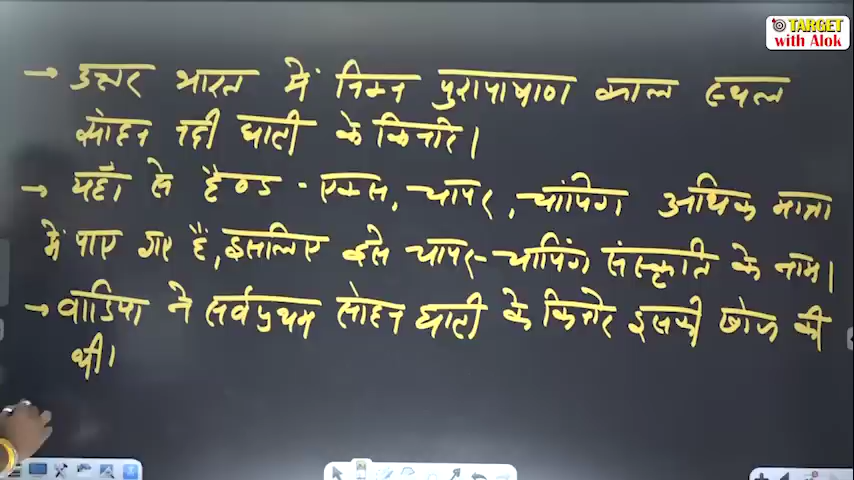 TARGET
with Alok
→ उत्तर भारत में निम्न पुरापाषाण काल स्थल
सोहन नदी घाटी के किनारे।
→ यहाँ से हैण्ड-एक्स, चापर, चांपिंग अधिक मात्रा
में पाए गए हैं, इसलिए इसे चापर-चापिंग संस्कृति के नाम।
→ वाडिया ने सर्वप्रथम सोहन घाटी के किनारे इसकी खोज की
थी।